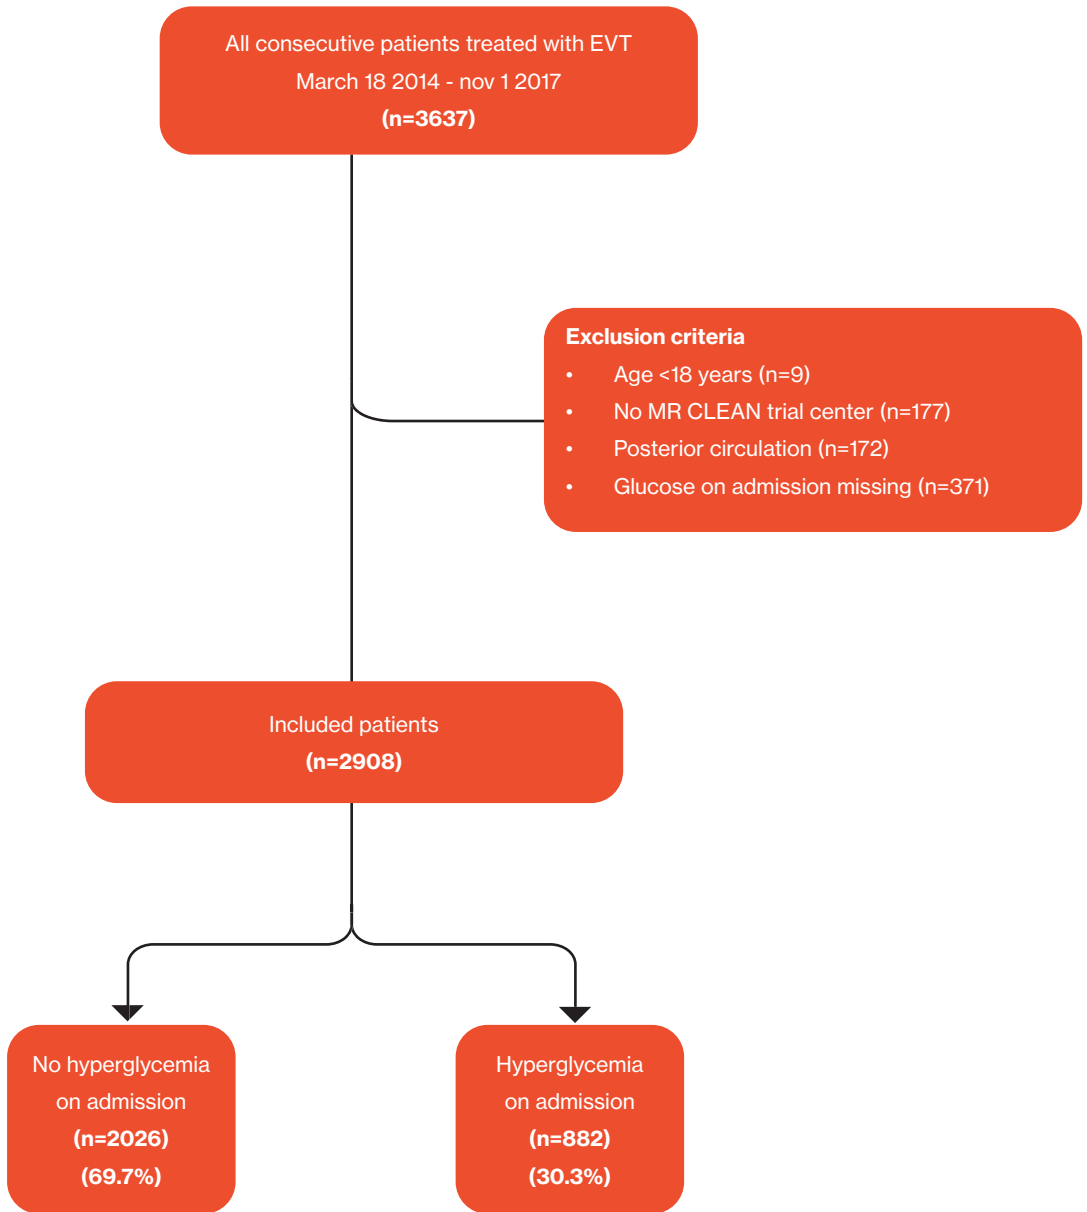 All consecutive patients treated with EVT
March 18 2014 - nov 1 2017
(n=3637)
Exclusion criteria
• Age <18 years (n=9)
• No MR CLEAN trial center (n=177)
• Posterior circulation (n=172)
• Glucose on admission missing (n=371)
Included patients
(n=2908)
No hyperglycemia
on admission
(n=2026)
(69.7%)
Hyperglycemia
on admission
(n=882)
(30.3%)